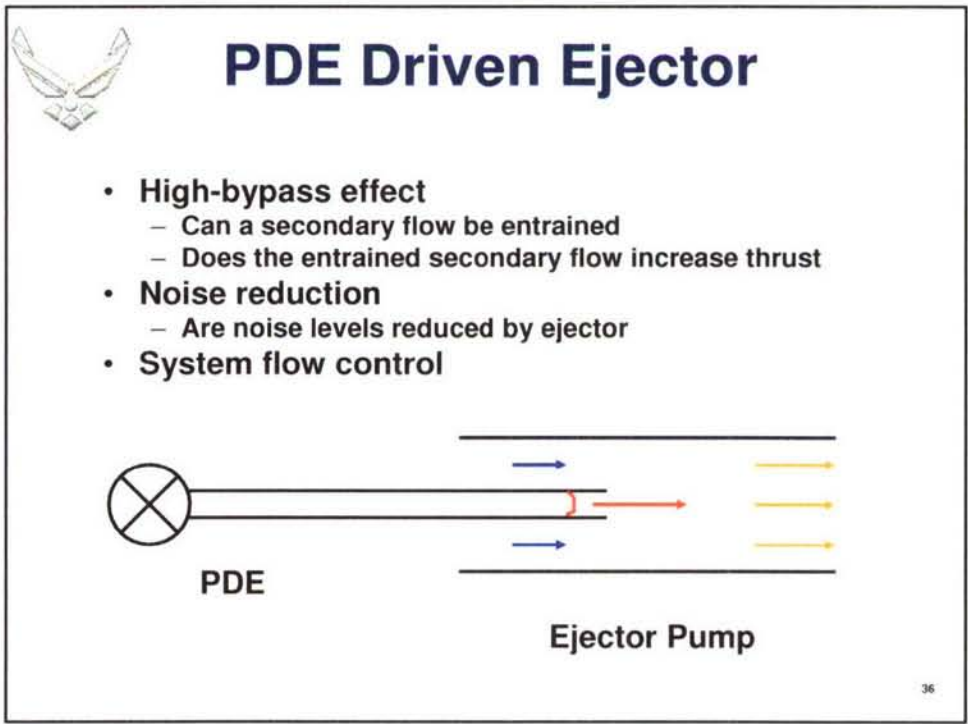 PDE Driven Ejector
• High-bypass effect
– Can a secondary flow be entrained
– Does the entrained secondary flow increase thrust
• Noise reduction
– Are noise levels reduced by ejector
• System flow control
PDE
Ejector Pump
36